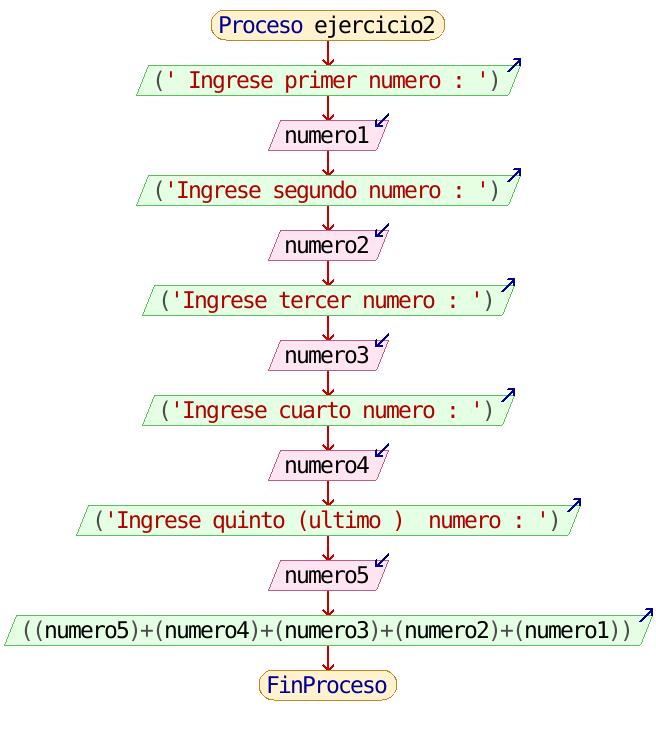 Proceso ejercicio2
(' Ingrese primer numero : ')
numero1
('Ingrese segundo numero : ')
numero2
('Ingrese tercer numero : ')
numero3
('Ingrese cuarto numero : ')
numero4
('Ingrese quinto (ultimo )  numero : ')
numero5
((numero5)+(numero4)+(numero3)+(numero2)+(numero1))
FinProceso